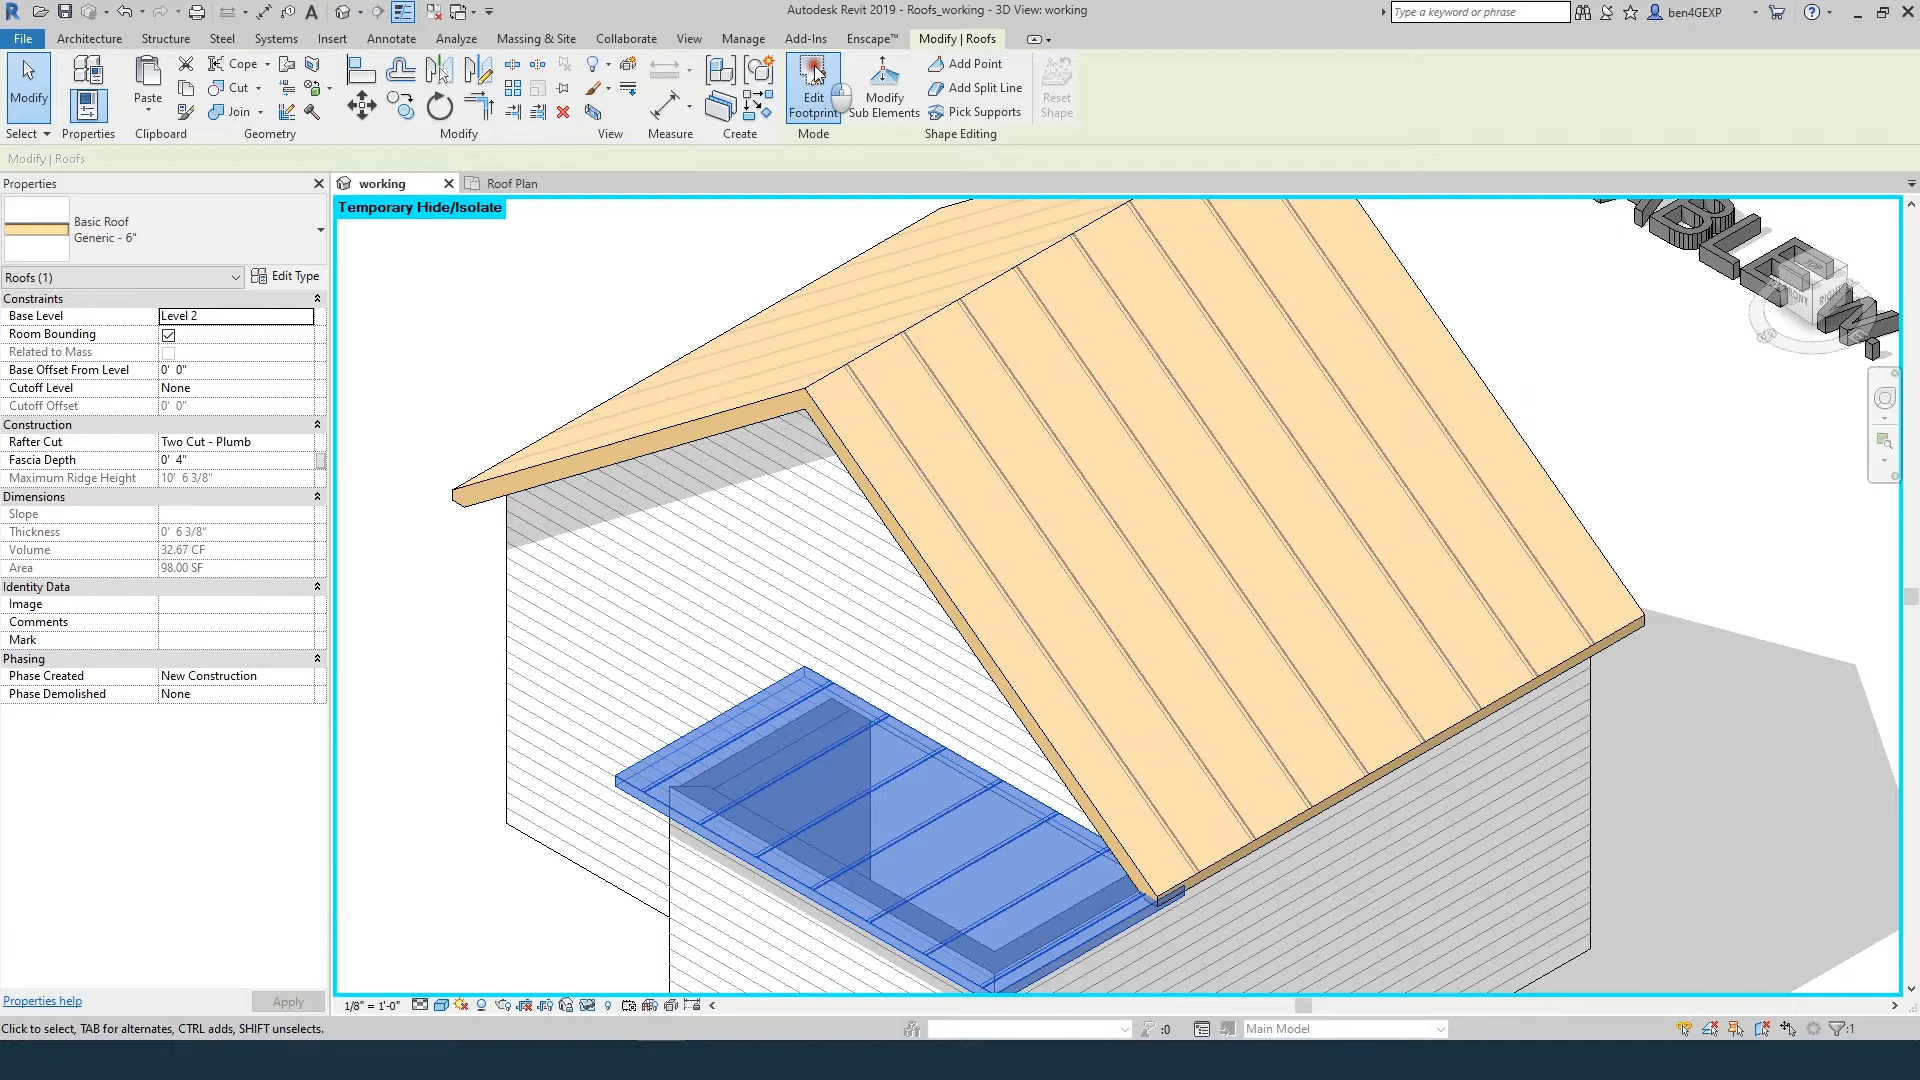 Autodesk Revit 2019 - Roofs_working - 3D View: working
Type a keyword or phrase
ben4GEXP
File Architecture Structure Steel Systems Insert Annotate Analyze Massing & Site Collaborate View Manage Add-Ins Enscape™ Modify | Roofs
Modify
Paste
Cope
Cut
Join
Edit
Footprint
Modify
Sub Elements
Add Point
Add Split Line
Pick Supports
Reset
Shape
Select Properties Clipboard Geometry Modify View Measure Create Mode Shape Editing
Modify | Roofs
Properties
working
Roof Plan
Temporary Hide/Isolate
Basic Roof
Generic - 6"
Roofs (1)
Edit Type
Constraints
Base Level Level 2
Room Bounding
Related to Mass
Base Offset From Level 0' 0"
Cutoff Level None
Cutoff Offset 0' 0"
Construction
Rafter Cut Two Cut - Plumb
Fascia Depth 0' 4"
Maximum Ridge Height 10' 6 3/8"
Dimensions
Slope
Thickness 0' 6 3/8"
Volume 32.67 CF
Area 98.00 SF
Identity Data
Image
Comments
Mark
Phasing
Phase Created New Construction
Phase Demolished None
BLEM
TOP
FRONT
RIGHT
S
E
Properties help
Apply
1/8" = 1'-0"
Click to select, TAB for alternates, CTRL adds, SHIFT unselects.
:0
Main Model
:1